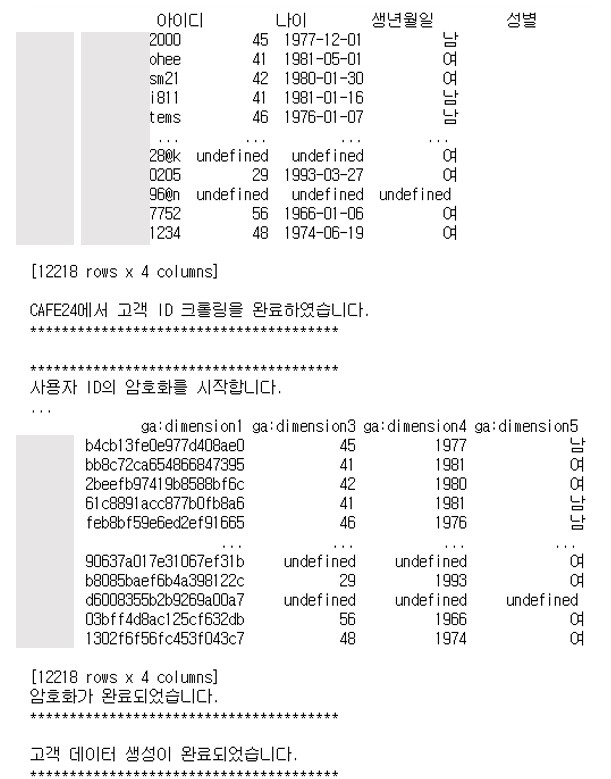 아이디 나이 생년월일 성별
2000 45 1977-12-01 남
ohee 41 1981-05-01 여
sm21 42 1980-01-30 여
i811 41 1981-01-16 남
tems 46 1976-01-07 남
... ... ... ...
28@k undefined undefined 여
0205 29 1993-03-27 여
96@n undefined undefined undefined
7752 56 1966-01-06 여
1234 48 1974-06-19 여
[12218 rows x 4 columns]
CAFE24에서 고객 ID 크롤링을 완료하였습니다.
***************************************
***************************************
사용자 ID의 암호화를 시작합니다.
...
ga:dimension1 ga:dimension3 ga:dimension4 ga:dimension5
b4cb13fe0e977d408ae0 45 1977 남
bb8c72ca654866847395 41 1981 여
2beefb97419b8588bf6c 42 1980 여
61c8891acc877b0fb8a6 41 1981 남
feb8bf59e6ed2ef91665 46 1976 남
... ... ... ...
90637a017e31067ef31b undefined undefined 여
b8085baef6b4a398122c 29 1993 여
d6008355b2b9269a00a7 undefined undefined undefined
03bff4d8ac125cf632db 56 1966 여
1302f6f56fc453f043c7 48 1974 여
[12218 rows x 4 columns]
암호화가 완료되었습니다.
***************************************
고객 데이터 생성이 완료되었습니다.
***************************************